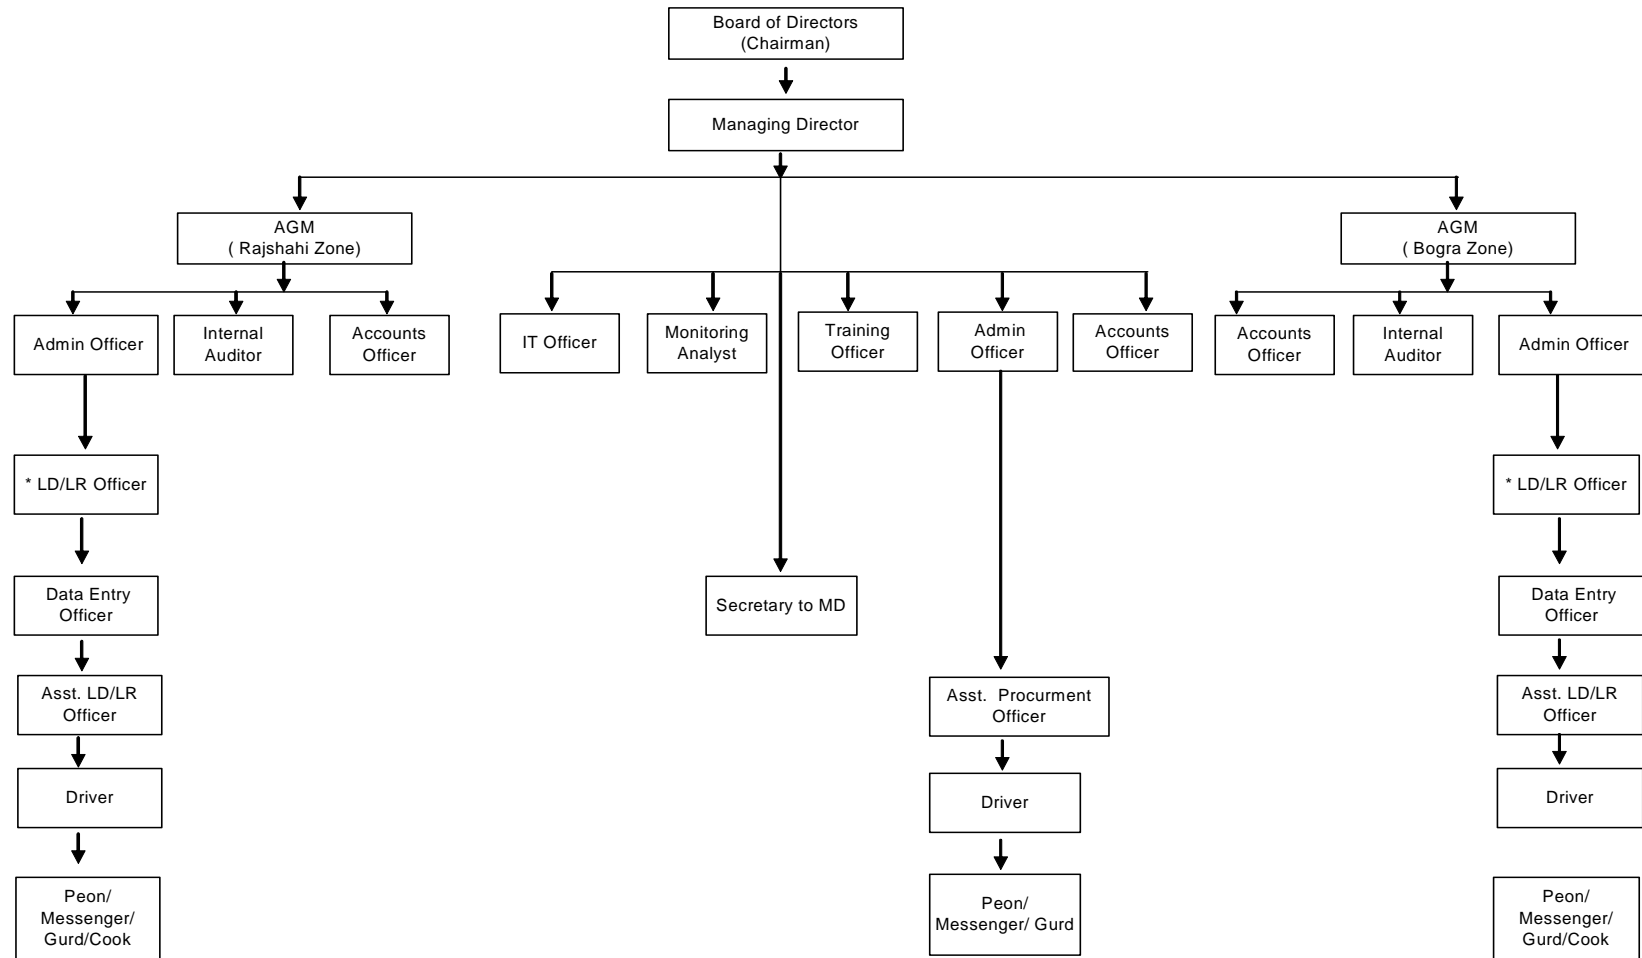 Board of Directors
(Chairman)
Managing Director
AGM
( Rajshahi Zone)
AGM
( Bogra Zone)
Admin Officer
Internal
Auditor
Accounts
Officer
IT Officer
Monitoring
Analyst
Training
Officer
Admin
Officer
Accounts
Officer
Accounts
Officer
Internal
Auditor
Admin Officer
* LD/LR Officer
* LD/LR Officer
Data Entry
Officer
Secretary to MD
Data Entry
Officer
Asst. LD/LR
Officer
Asst. Procurment
Officer
Asst. LD/LR
Officer
Driver
Driver
Driver
Peon/
Messenger/
Gurd/Cook
Peon/
Messenger/ Gurd
Peon/
Messenger/
Gurd/Cook